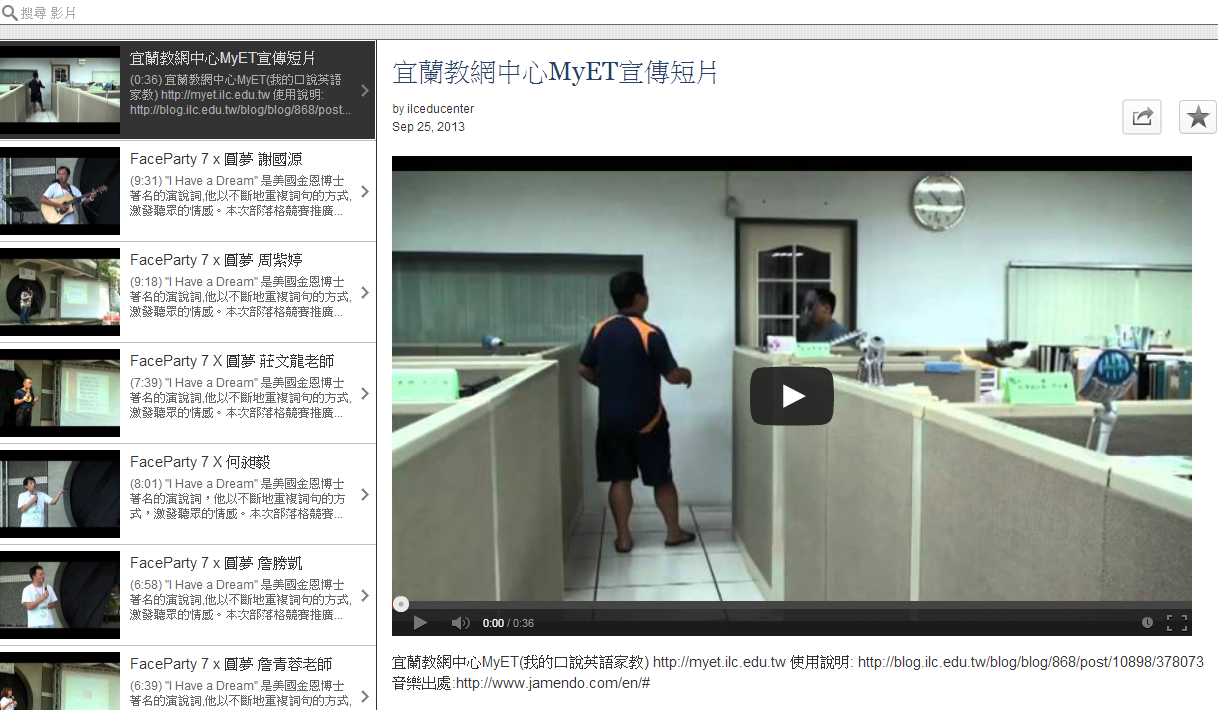 搜尋 影片
宜蘭教網中心MyET宣傳短片
(0:36) 宜蘭教網中心MyET(我的口說英語
家教) http://myet.ilc.edu.tw 使用說明:
http://blog.ilc.edu.tw/blog/blog/868/post...
FaceParty 7 x 圓夢 謝國源
(9:31) "I Have a Dream" 是美國金恩博士
著名的演說詞,他以不斷地重複詞句的方式,
激發聽眾的情感。本次部落格競賽推廣...
FaceParty 7 x 圓夢 周紫婷
(9:18) "I Have a Dream" 是美國金恩博士
著名的演說詞,他以不斷地重複詞句的方式,
激發聽眾的情感。本次部落格競賽推廣...
FaceParty 7 X 圓夢 莊文龍老師
(7:39) "I Have a Dream" 是美國金恩博士
著名的演說詞,他以不斷地重複詞句的方式,
激發聽眾的情感。本次部落格競賽推廣...
FaceParty 7 X 何昶毅
(8:01) "I Have a Dream" 是美國金恩博士
著名的演說詞，他以不斷地重複詞句的方
式，激發聽眾的情感。本次部落格競賽...
FaceParty 7 x 圓夢 詹勝凱
(6:58) "I Have a Dream" 是美國金恩博士
著名的演說詞,他以不斷地重複詞句的方式,
激發聽眾的情感。本次部落格競賽推廣...
FaceParty 7 x 圓夢 詹青蓉老師
(6:39) "I Have a Dream" 是美國金恩博士
著名的演說詞,他以不斷地重複詞句的方式,
宜蘭教網中心MyET宣傳短片
by ilceducenter
Sep 25, 2013
0:00 / 0:36
宜蘭教網中心MyET(我的口說英語家教) http://myet.ilc.edu.tw 使用說明: http://blog.ilc.edu.tw/blog/blog/868/post/10898/378073
音樂出處:http://www.jamendo.com/en/#